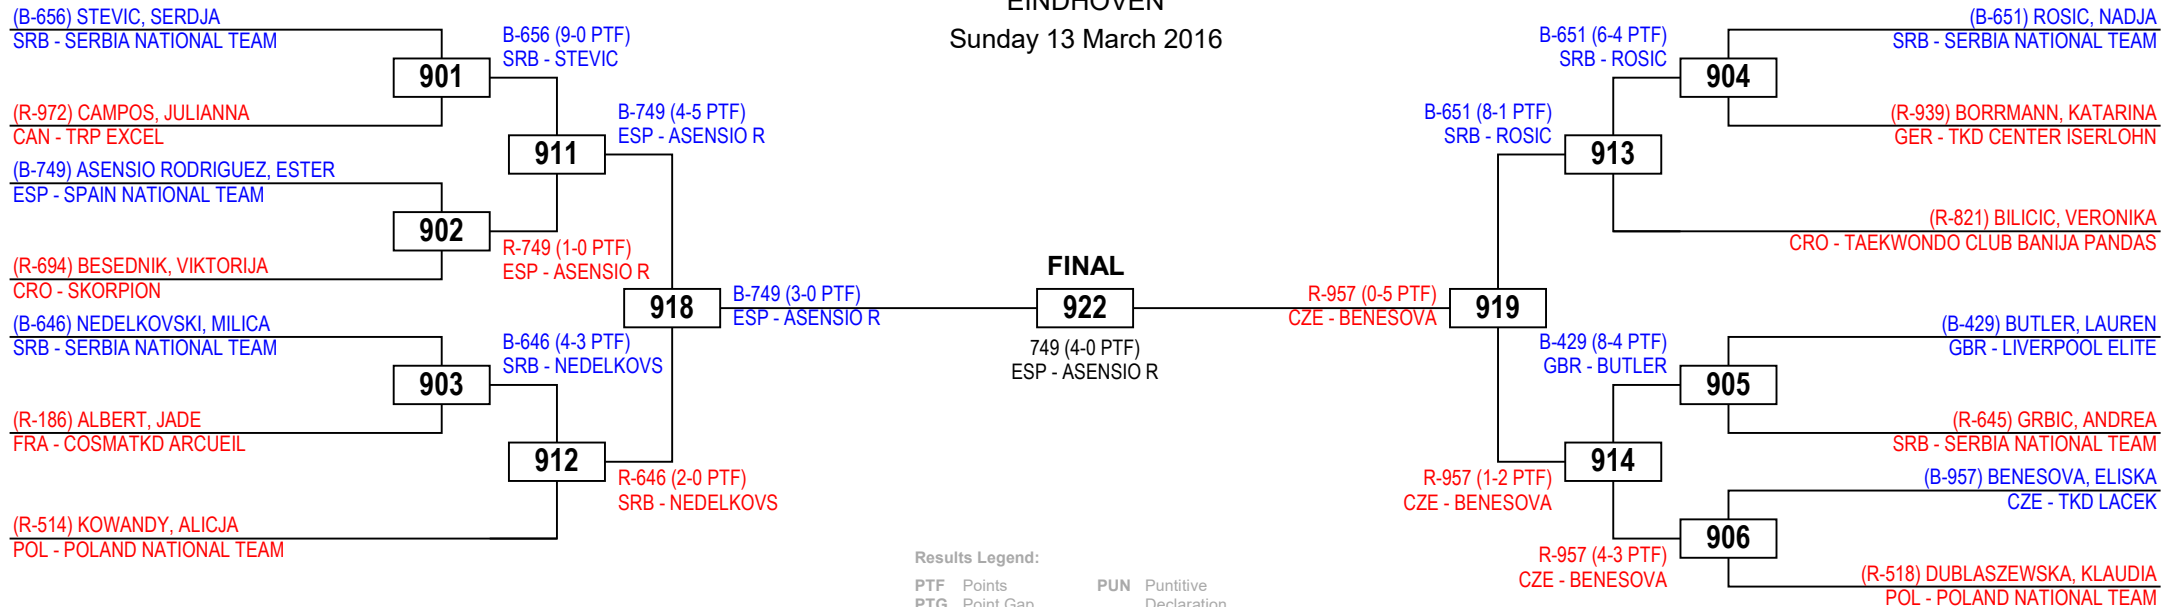 EINDHOVEN
Sunday 13 March 2016
(B-656) STEVIC, SERDJA
SRB - SERBIA NATIONAL TEAM
901
(R-972) CAMPOS, JULIANNA
CAN - TRP EXCEL
(B-749) ASENSIO RODRIGUEZ, ESTER
ESP - SPAIN NATIONAL TEAM
902
(R-694) BESEDNIK, VIKTORIJA
CRO - SKORPION
(B-646) NEDELKOVSKI, MILICA
SRB - SERBIA NATIONAL TEAM
903
(R-186) ALBERT, JADE
FRA - COSMATKD ARCUEIL
(R-514) KOWANDY, ALICJA
POL - POLAND NATIONAL TEAM
B-656 (9-0 PTF)
SRB - STEVIC
911
R-749 (1-0 PTF)
ESP - ASENSIO R
B-646 (4-3 PTF)
SRB - NEDELKOVS
912
B-749 (4-5 PTF)
ESP - ASENSIO R
918
R-646 (2-0 PTF)
SRB - NEDELKOVS
B-749 (3-0 PTF)
ESP - ASENSIO R
FINAL
922
749 (4-0 PTF)
ESP - ASENSIO R
R-957 (0-5 PTF)
CZE - BENESOVA
B-651 (8-1 PTF)
SRB - ROSIC
919
R-957 (1-2 PTF)
CZE - BENESOVA
B-651 (6-4 PTF)
SRB - ROSIC
913
B-429 (8-4 PTF)
GBR - BUTLER
914
R-957 (4-3 PTF)
CZE - BENESOVA
(B-651) ROSIC, NADJA
SRB - SERBIA NATIONAL TEAM
904
(R-939) BORRMANN, KATARINA
GER - TKD CENTER ISERLOHN
(R-821) BILICIC, VERONIKA
CRO - TAEKWONDO CLUB BANIJA PANDAS
(B-429) BUTLER, LAUREN
GBR - LIVERPOOL ELITE
905
(R-645) GRBIC, ANDREA
SRB - SERBIA NATIONAL TEAM
(B-957) BENESOVA, ELISKA
CZE - TKD LACEK
906
(R-518) DUBLASZEWSKA, KLAUDIA
POL - POLAND NATIONAL TEAM
Results Legend:
PTF Points PUN Puntitive
PTG Point Gap Declaration